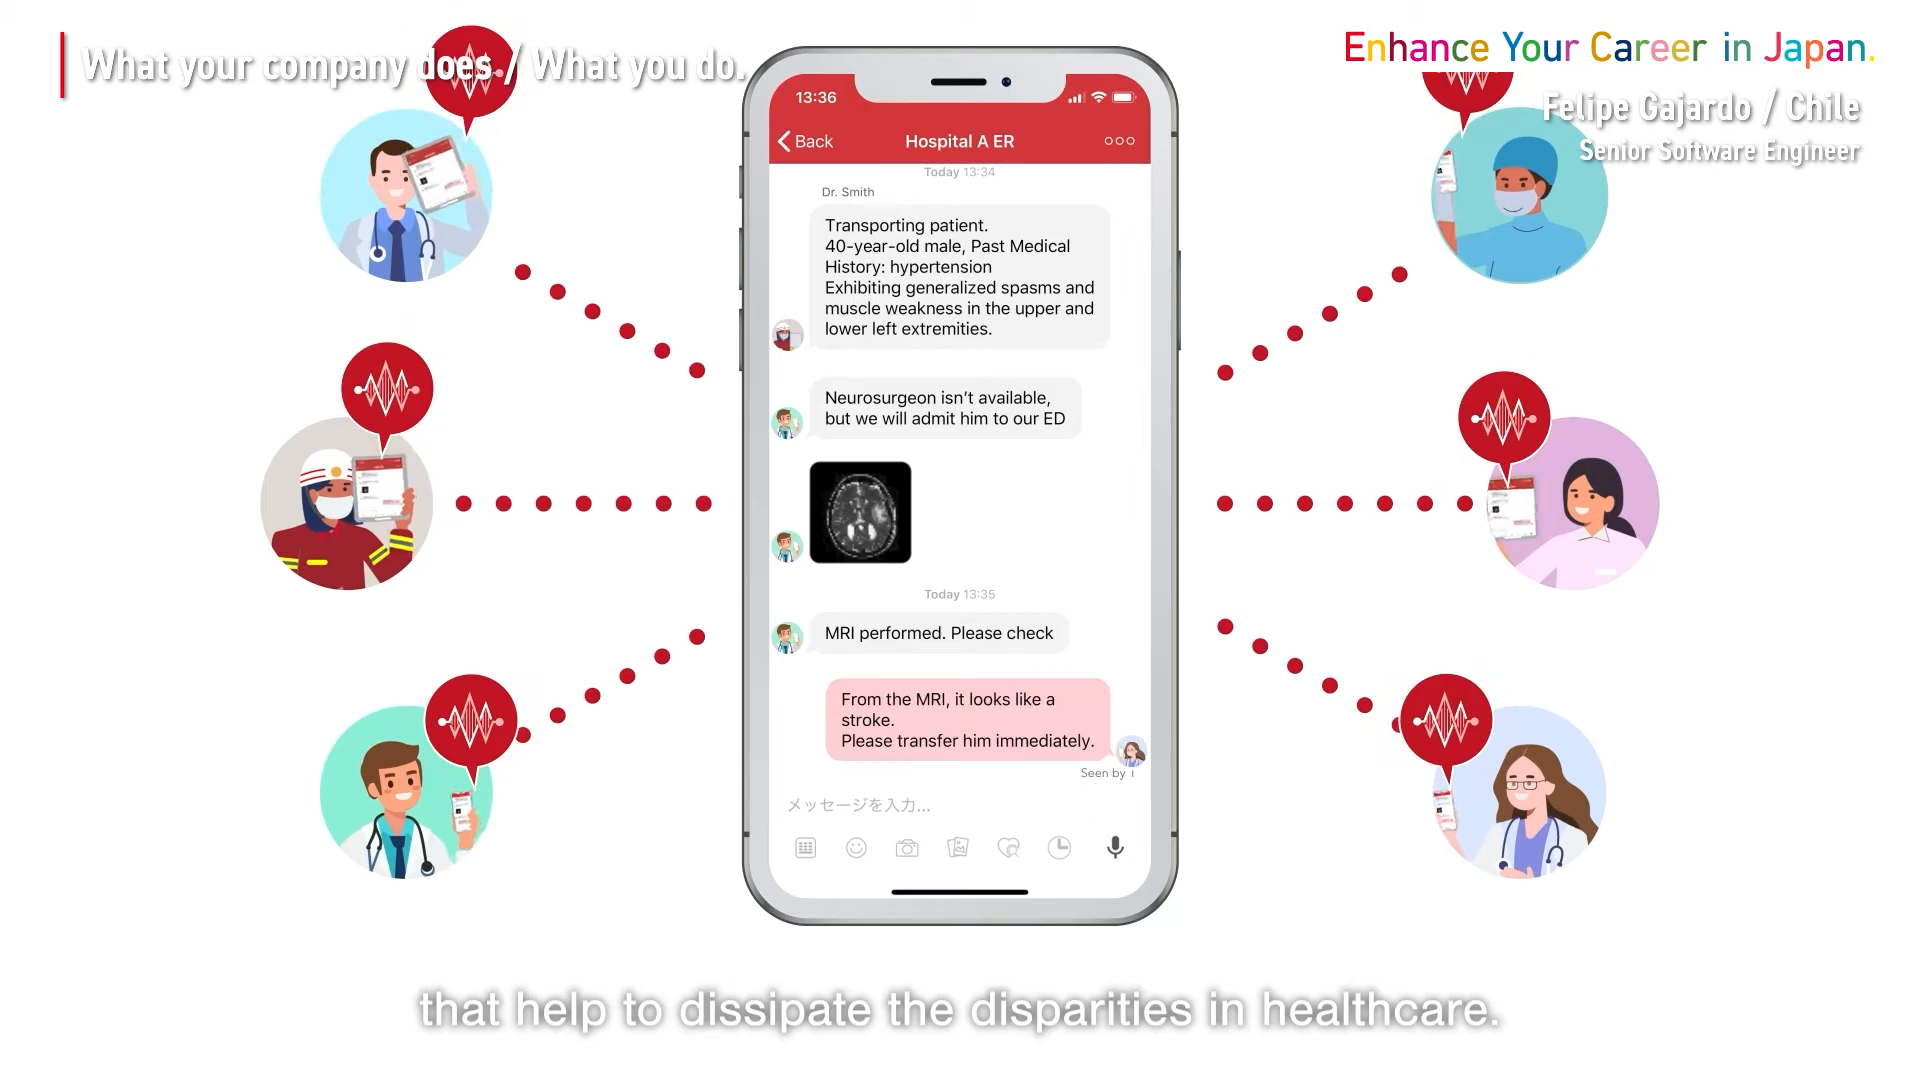 What your company does / What you do.
Enhance Your Career in Japan.
Felipe Gajardo / Chile
Senior Software Engineer
13:36
Back
Hospital A ER
Today 13:34
Dr. Smith
Transporting patient.
40-year-old male, Past Medical
History: hypertension
Exhibiting generalized spasms and
muscle weakness in the upper and
lower left extremities.
Neurosurgeon isn't available,
but we will admit him to our ED
Today 13:35
MRI performed. Please check
From the MRI, it looks like a
stroke.
Please transfer him immediately.
Seen by
メッセージを入力...
that help to dissipate the disparities in healthcare.